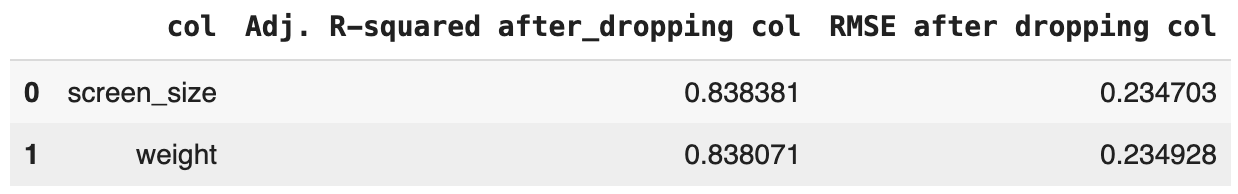 col Adj. R-squared after_dropping col RMSE after dropping col
0 screen_size 0.838381 0.234703
1 weight 0.838071 0.234928